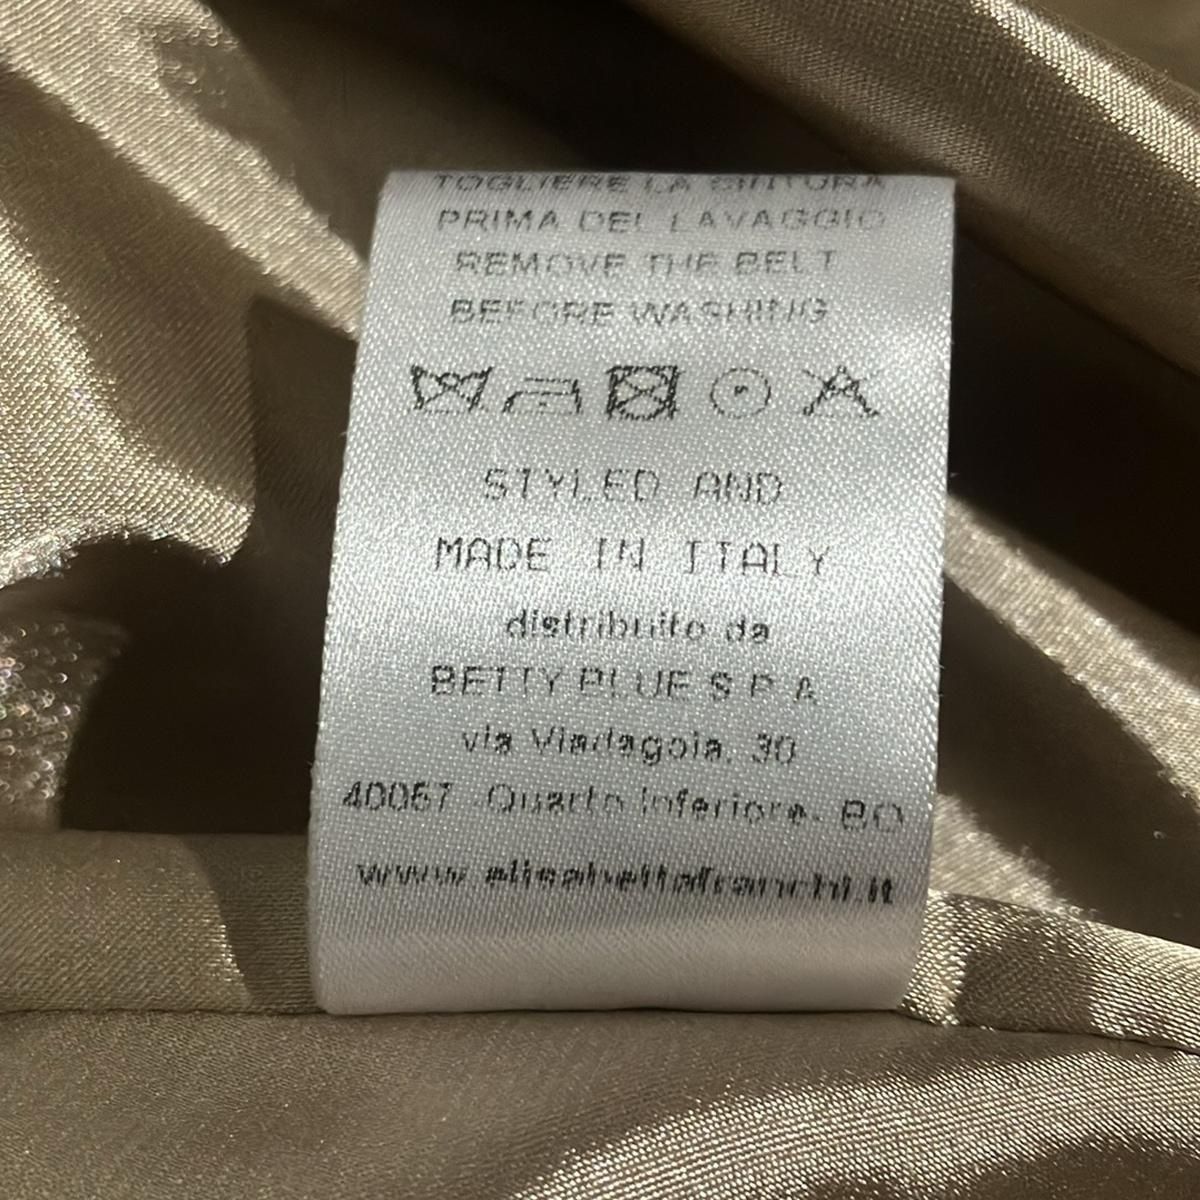 TOGLIERE LA CINTURA
PRIMA DEL LAVAGGIO
REMOVE THE BELT
BEFORE WASHING
STYLED AND
MADE IN ITALY
distribuito da
BETTY BLUE S P A
via Viadagola, 30
40057 Quarto Inferiore. BO
www.elisabettafranchi.it